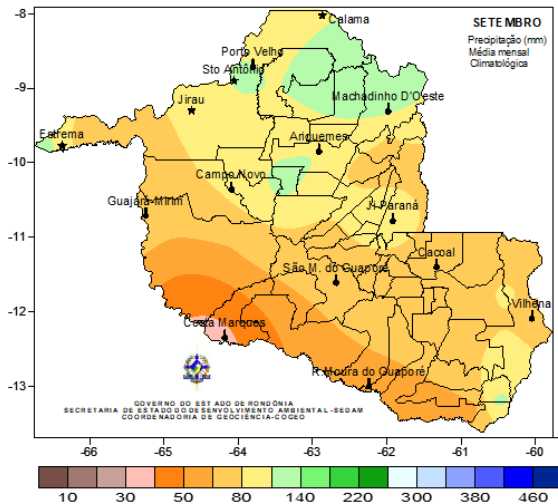 SETEMBRO
Precipitação (mm)
Média mensal
Climatológica
-8
-9
-10
-11
-12
-13
Calama
Porto Velho
Sto Antônio
Machadinho D'Oeste
Jirau
Extrema
Ariquemes
Campo Novo
Guajará-Mirim
Ji Paraná
Cacoal
São M. do Guaporé
Vilhena
Costa Marques
P. Moura do Guaporé
GOVERNO DO ESTADO DE RONDÔNIA
SECRETARIA DE ESTADO DO DESENVOLVIMENTO AMBIENTAL -SEDAM
COORDENADORIA DE GEOCIÊNCIA-COGEO
-66 -65 -64 -63 -62 -61 -60
10 30 50 80 140 220 300 380 460